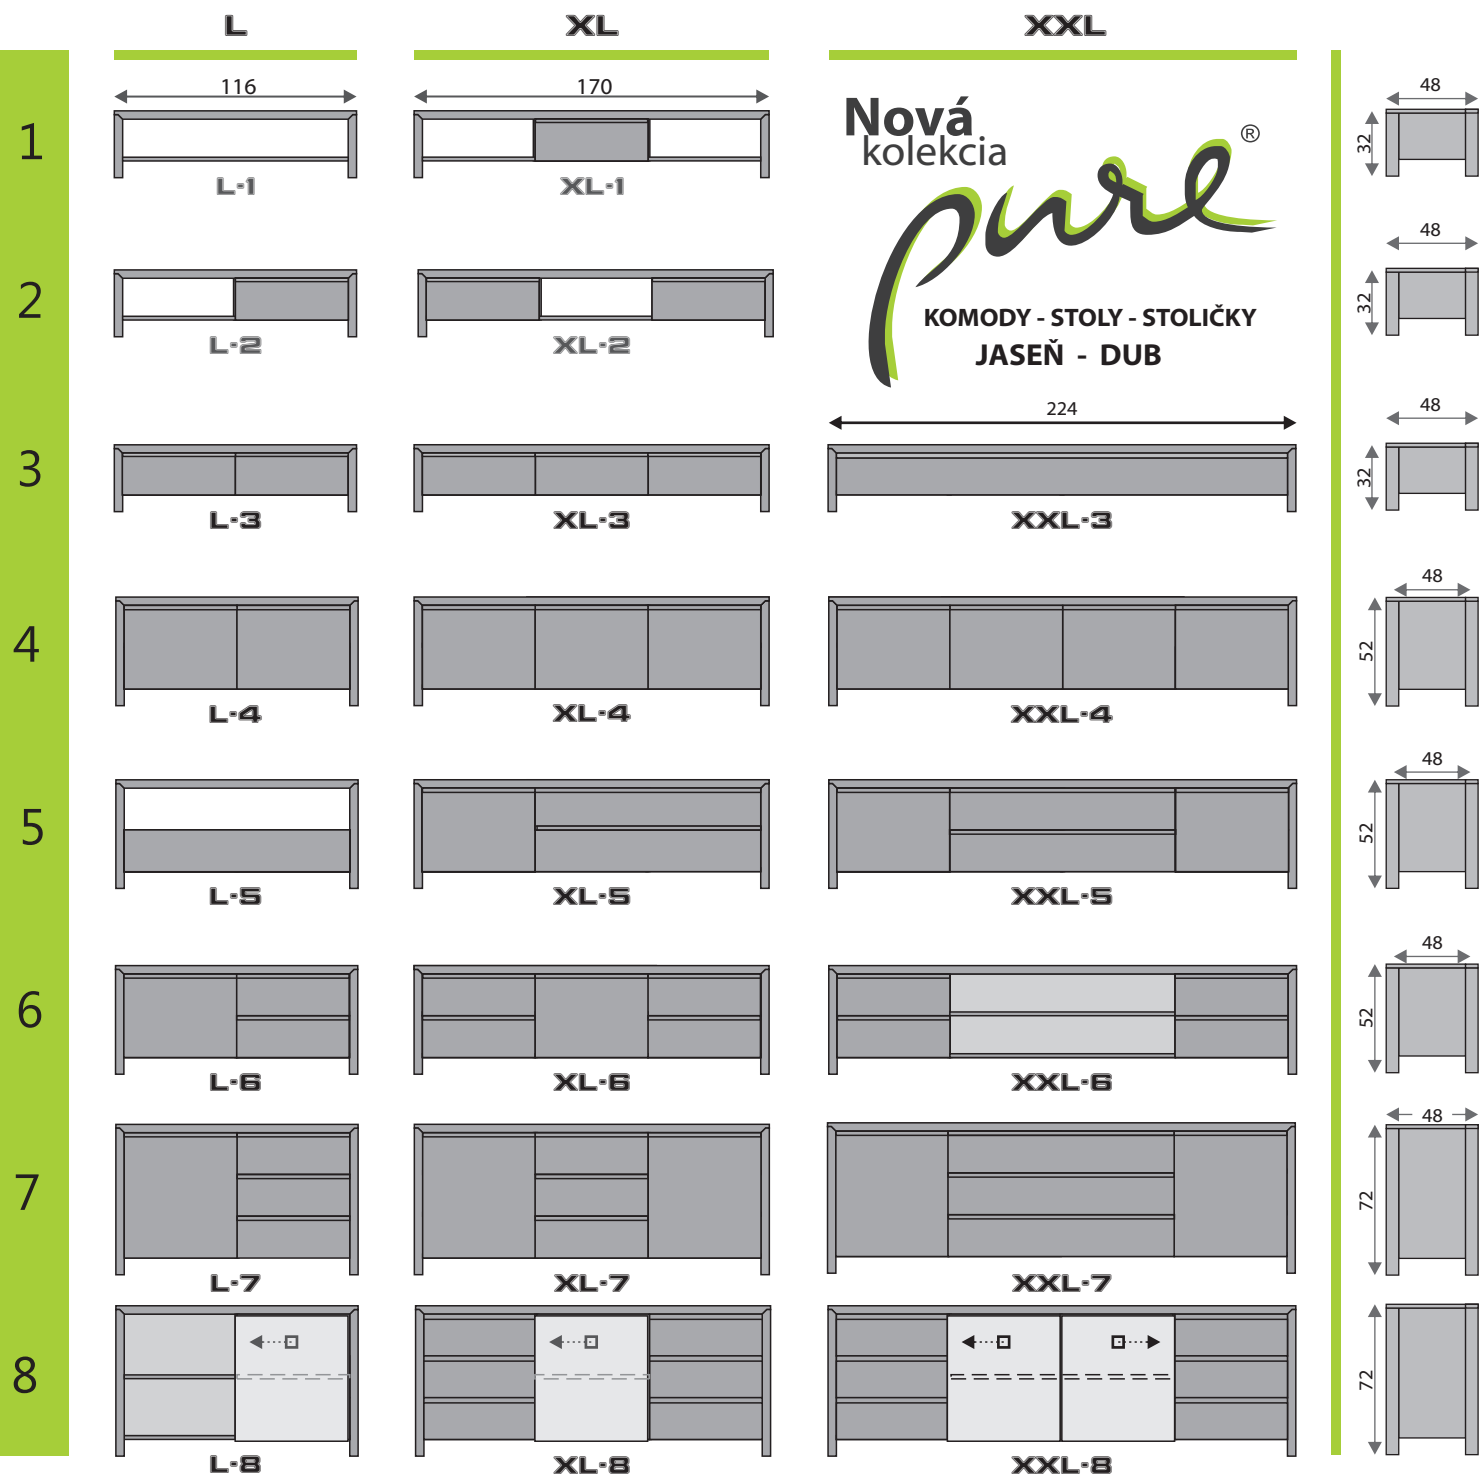 L XL XXL
116 170 48
1 32
L-1 XL-1
Nová
kolekcia
pure ®
KOMODY - STOLY - STOLIČKY
JASEŇ - DUB
48
2 32
L-2 XL-2
224 48
3 32
L-3 XL-3 XXL-3
48
4 52
L-4 XL-4 XXL-4
48
5 52
L-5 XL-5 XXL-5
48
6 52
L-6 XL-6 XXL-6
48
7 72
L-7 XL-7 XXL-7
8 72
L-8 XL-8 XXL-8